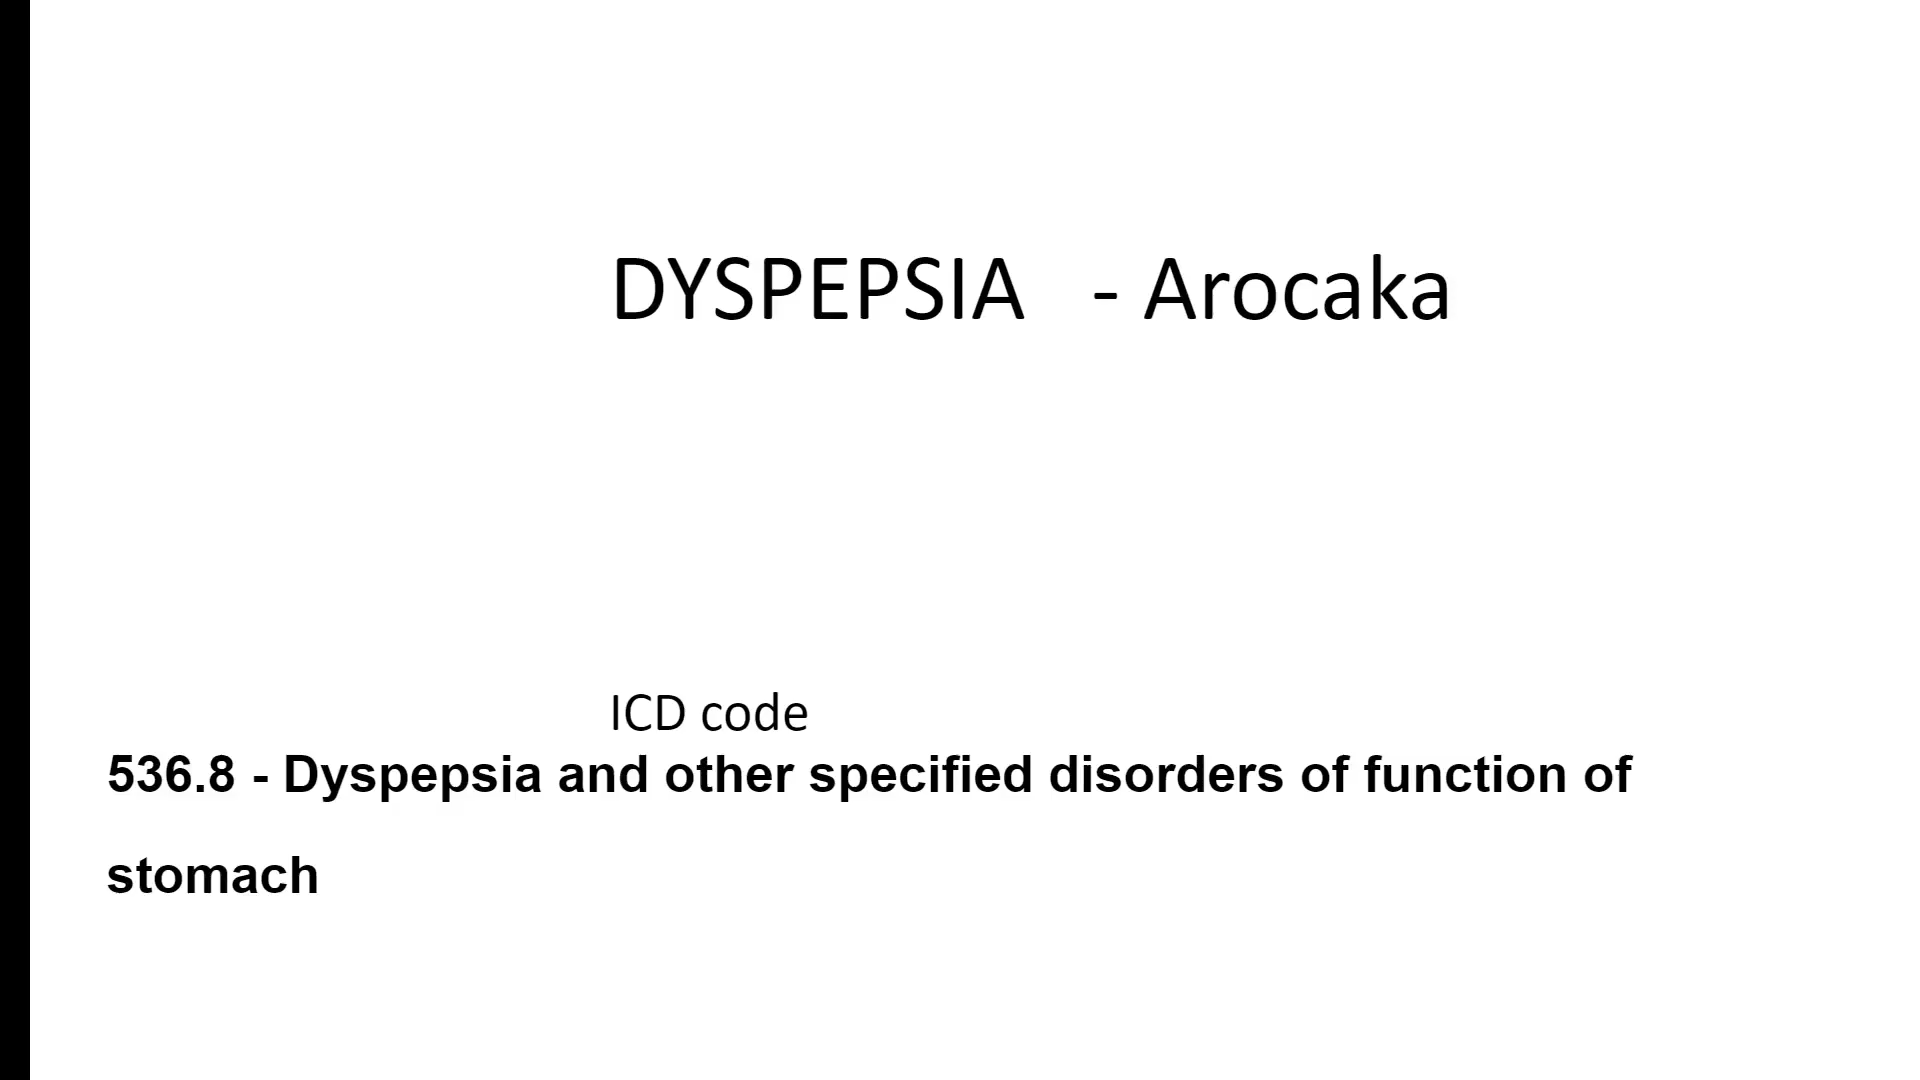 DYSPEPSIA - Arocaka
ICD code
536.8 - Dyspepsia and other specified disorders of function of
stomach